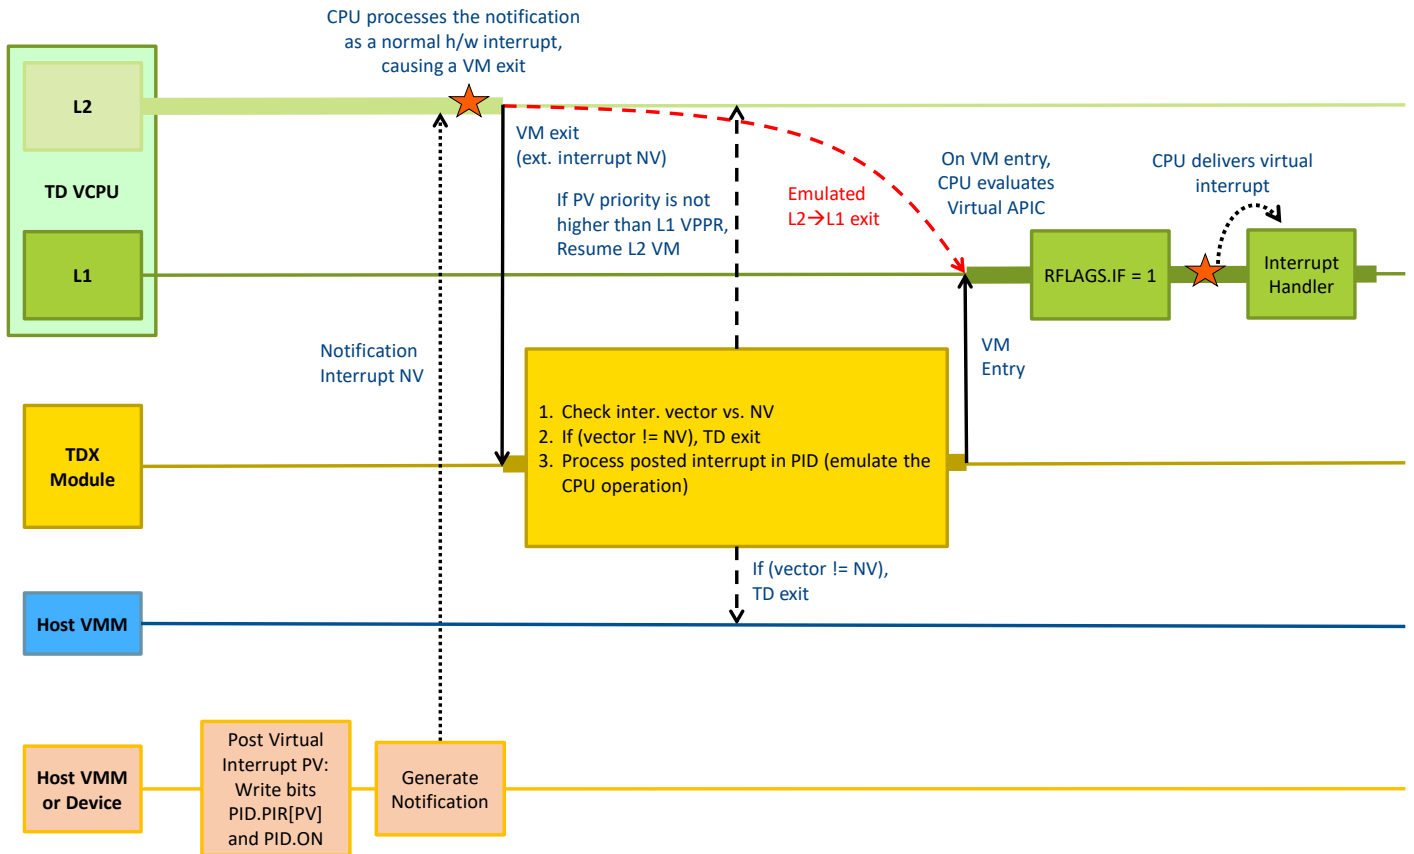 CPU processes the notification
as a normal h/w interrupt,
causing a VM exit
L2
TD VCPU
L1
VM exit
(ext. interrupt NV)
If PV priority is not
higher than L1 VPPR,
Resume L2 VM
Emulated
L2→L1 exit
On VM entry,
CPU evaluates
Virtual APIC
CPU delivers virtual
interrupt
RFLAGS.IF = 1
Interrupt
Handler
Notification
Interrupt NV
VM
Entry
TDX
Module
1. Check inter. vector vs. NV
2. If (vector != NV), TD exit
3. Process posted interrupt in PID (emulate the
CPU operation)
If (vector != NV),
TD exit
Host VMM
Host VMM
or Device
Post Virtual
Interrupt PV:
Write bits
PID.PIR[PV]
and PID.ON
Generate
Notification